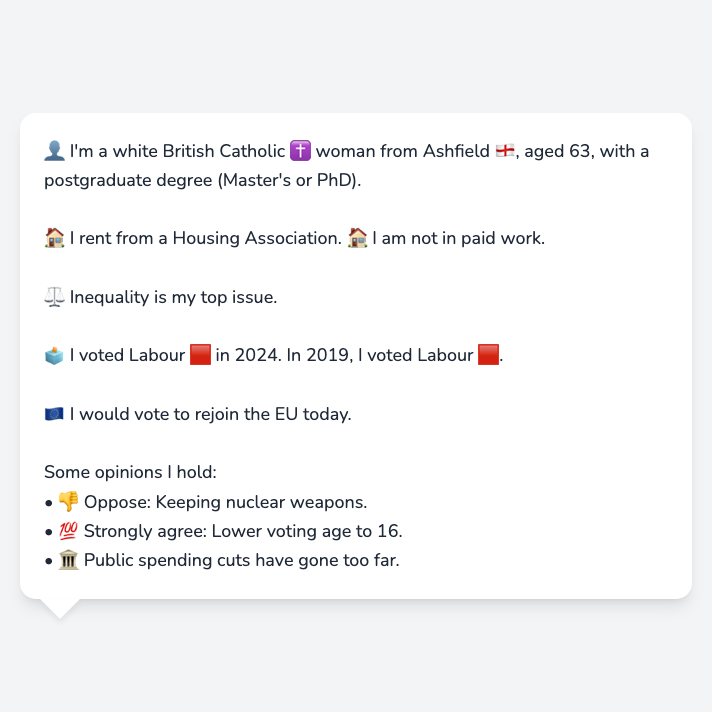 👤 I'm a white British Catholic ✝️ woman from Ashfield 🏴󠁧󠁢󠁥󠁮󠁧󠁿, aged 63, with a
postgraduate degree (Master's or PhD).
🏠 I rent from a Housing Association. 🏠 I am not in paid work.
⚖️ Inequality is my top issue.
🗳️ I voted Labour 🟥 in 2024. In 2019, I voted Labour 🟥.
🇪🇺 I would vote to rejoin the EU today.
Some opinions I hold:
• 👎 Oppose: Keeping nuclear weapons.
• 💯 Strongly agree: Lower voting age to 16.
• 🏛️ Public spending cuts have gone too far.